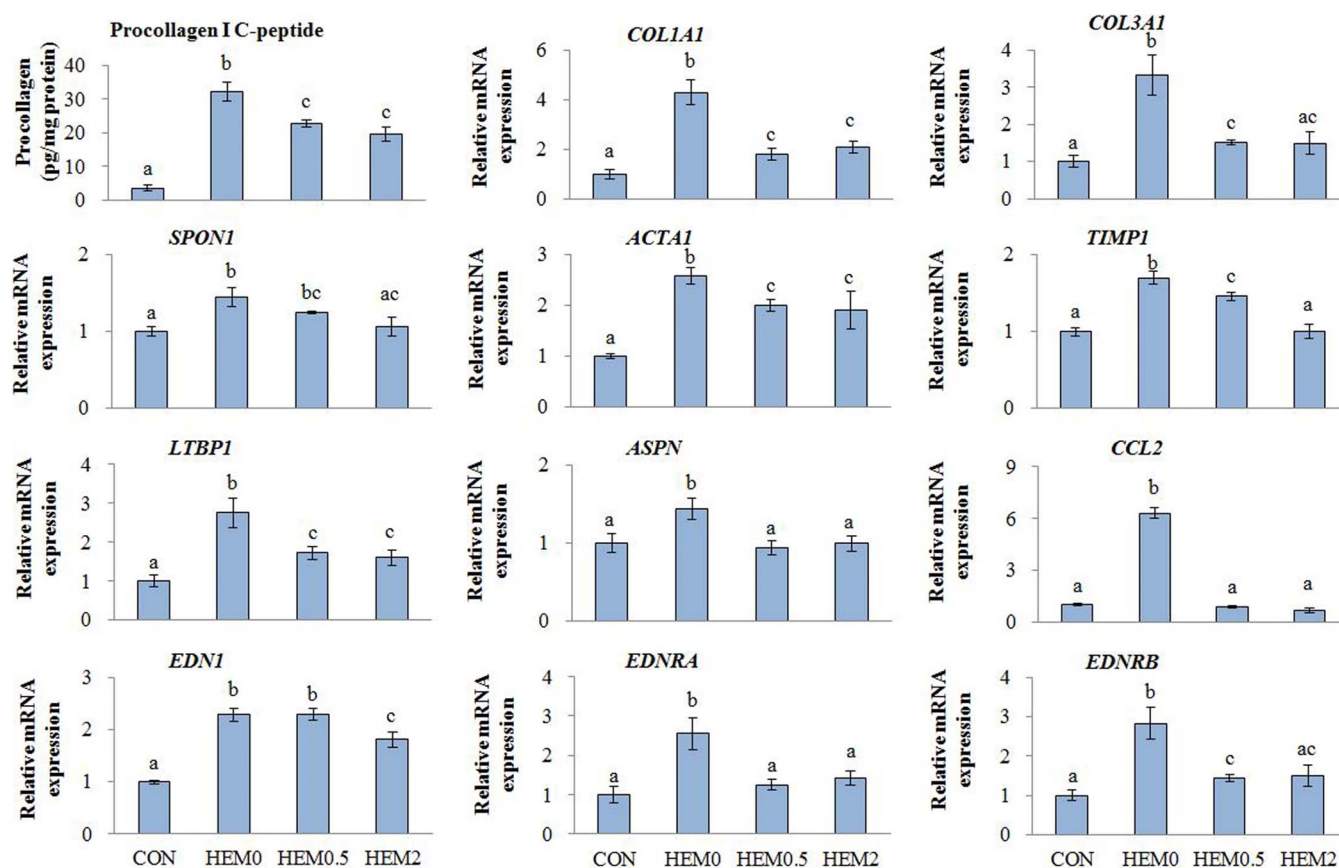 Procollagen I C-peptide
Procollagen
(pg/mg protein)
40
30
20
10
0
a
b
c
c
COL1A1
Relative mRNA
expression
6
4
2
0
a
b
c
c
COL3A1
Relative mRNA
expression
4
3
2
1
0
a
b
c
ac
SPON1
Relative mRNA
expression
2
1
0
a
b
bc
ac
ACTA1
Relative mRNA
expression
3
2
1
0
a
b
c
c
TIMP1
Relative mRNA
expression
2
1
0
a
b
c
a
LTBP1
Relative mRNA
expression
4
3
2
1
0
a
b
c
c
ASPN
Relative mRNA
expression
2
1
0
a
b
a
a
CCL2
Relative mRNA
expression
9
6
3
0
a
b
a
a
EDN1
Relative mRNA
expression
3
2
1
0
a
b
b
c
CON HEM0 HEM0.5 HEM2
EDNRA
Relative mRNA
expression
4
3
2
1
0
a
b
a
a
CON HEM0 HEM0.5 HEM2
EDNRB
Relative mRNA
expression
4
3
2
1
0
a
b
c
ac
CON HEM0 HEM0.5 HEM2